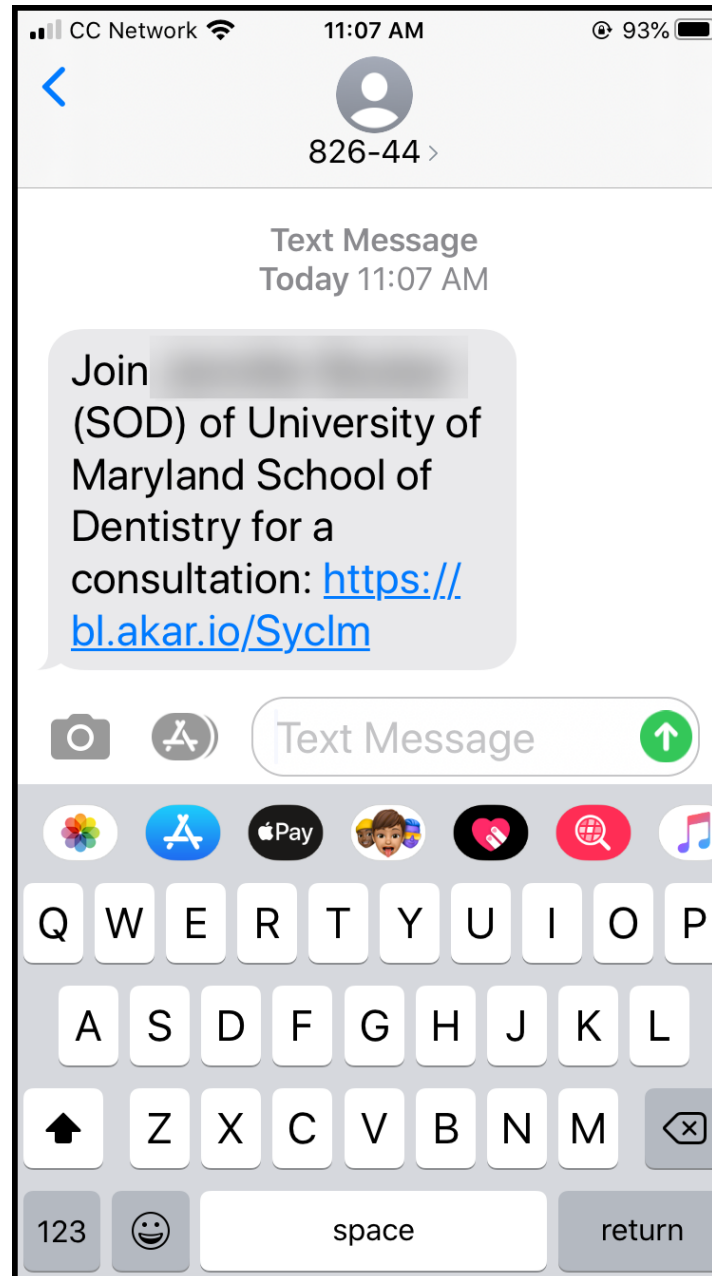 CC Network 11:07 AM 93%
826-44
Text Message
Today 11:07 AM
Join
(SOD) of University of
Maryland School of
Dentistry for a
consultation: https://
bl.akar.io/Syclm
Text Message
Pay
Q W E R T Y U I O P
A S D F G H J K L
Z X C V B N M
123 space return